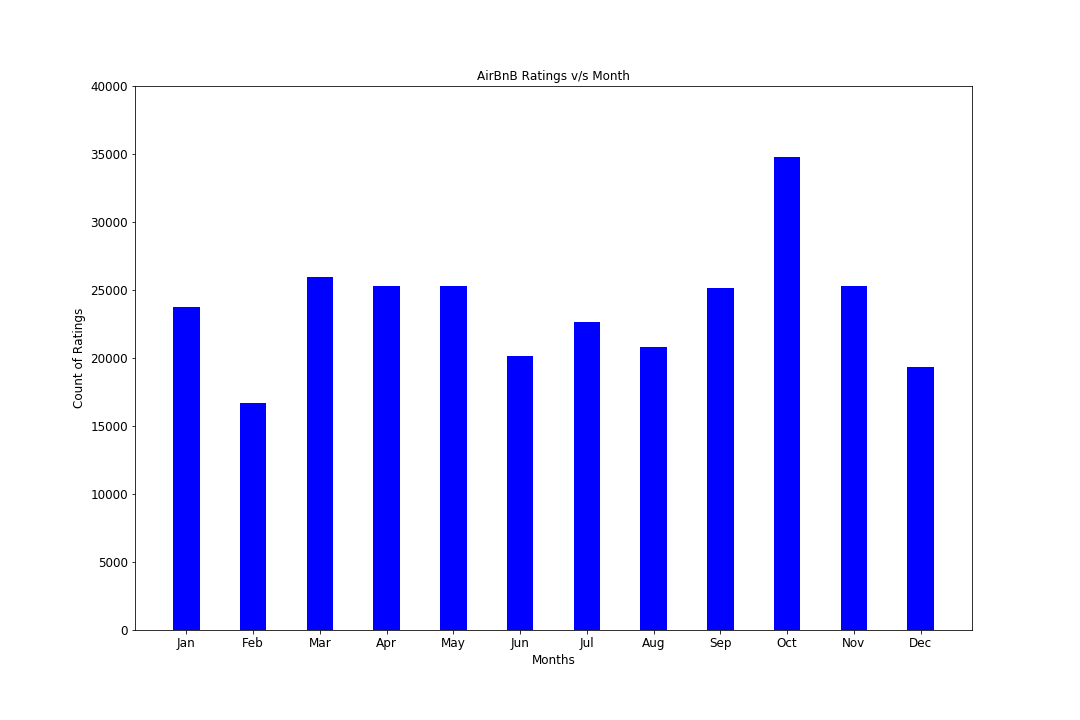 AirBnB Ratings v/s Month
40000
35000
30000
25000
20000
15000
10000
5000
0
Count of Ratings
Jan Feb Mar Apr May Jun Jul Aug Sep Oct Nov Dec
Months